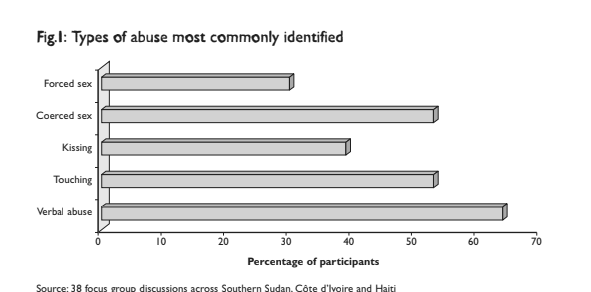 Fig.1: Types of abuse most commonly identified
Forced sex
Coerced sex
Kissing
Touching
Verbal abuse
0 10 20 30 40 50 60 70
Percentage of participants
Source: 38 focus group discussions across Southern Sudan, Côte d'Ivoire and Haiti